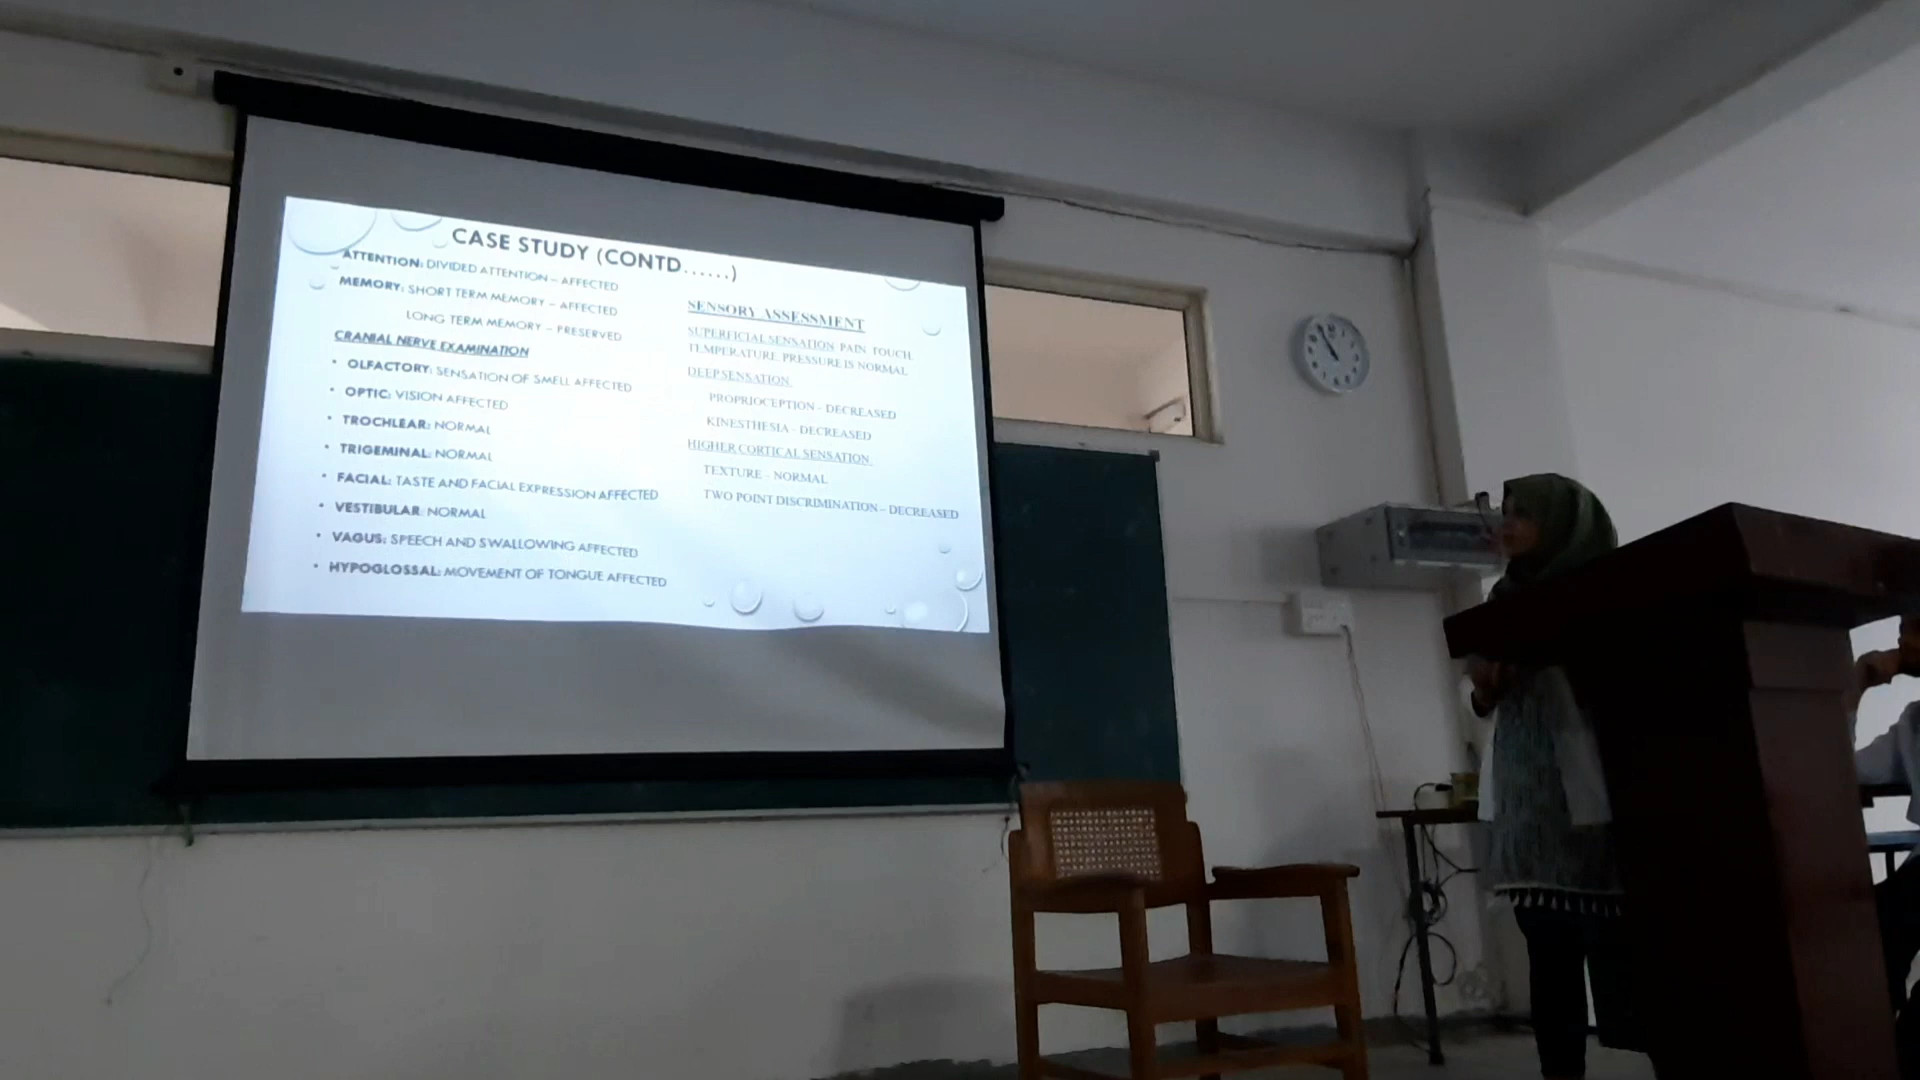 CASE STUDY (CONTD......)
ATTENTION: DIVIDED ATTENTION – AFFECTED
MEMORY: SHORT TERM MEMORY – AFFECTED
LONG TERM MEMORY – PRESERVED
CRANIAL NERVE EXAMINATION
• OLFACTORY: SENSATION OF SMELL AFFECTED
• OPTIC: VISION AFFECTED
• TROCHLEAR: NORMAL
• TRIGEMINAL: NORMAL
• FACIAL: TASTE AND FACIAL EXPRESSION AFFECTED
• VESTIBULAR: NORMAL
• VAGUS: SPEECH AND SWALLOWING AFFECTED
• HYPOGLOSSAL: MOVEMENT OF TONGUE AFFECTED
SENSORY ASSESSMENT
SUPERFICIAL SENSATION: PAIN, TOUCH,
TEMPERATURE, PRESSURE IS NORMAL
DEEP SENSATION:
PROPRIOCEPTION - DECREASED
KINESTHESIA - DECREASED
HIGHER CORTICAL SENSATION:
TEXTURE – NORMAL
TWO POINT DISCRIMINATION – DECREASED